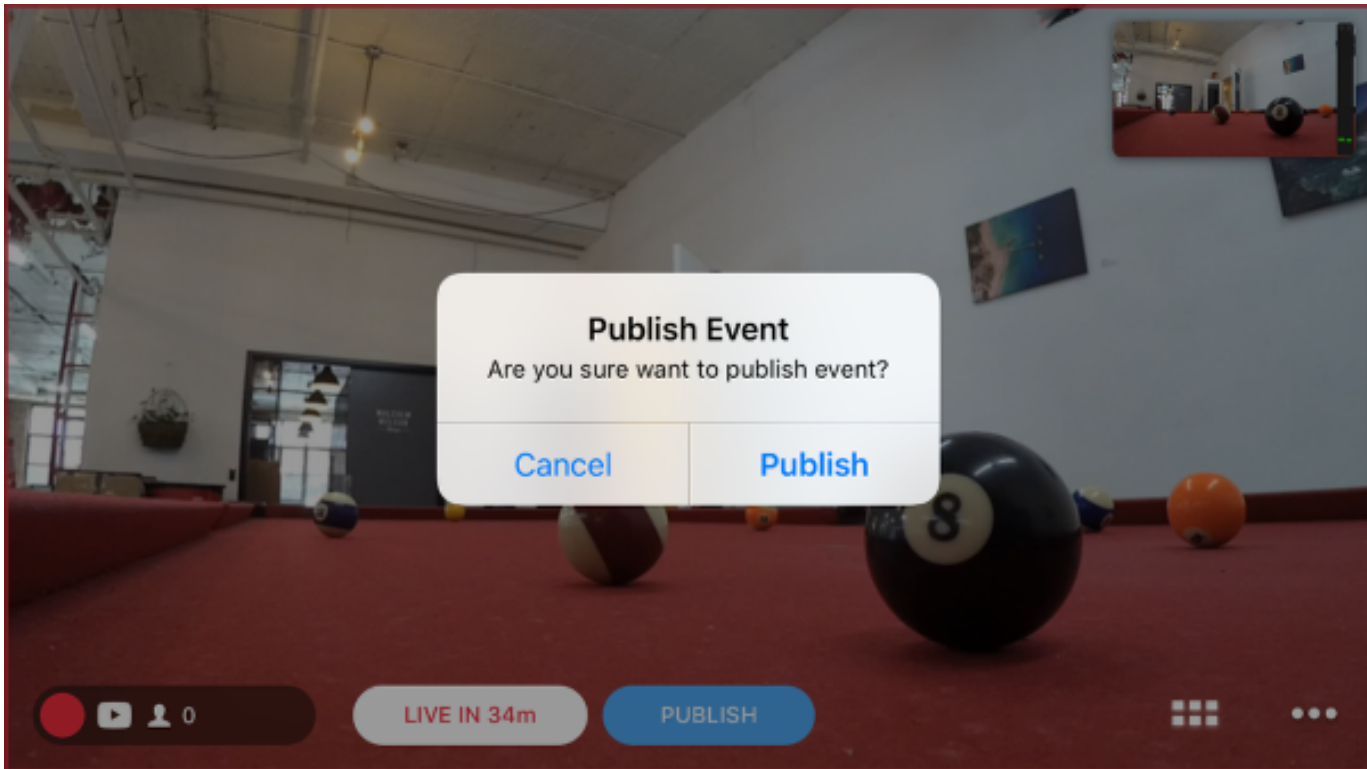 Publish Event
Are you sure want to publish event?
Cancel
Publish
8
0
LIVE IN 34m
PUBLISH